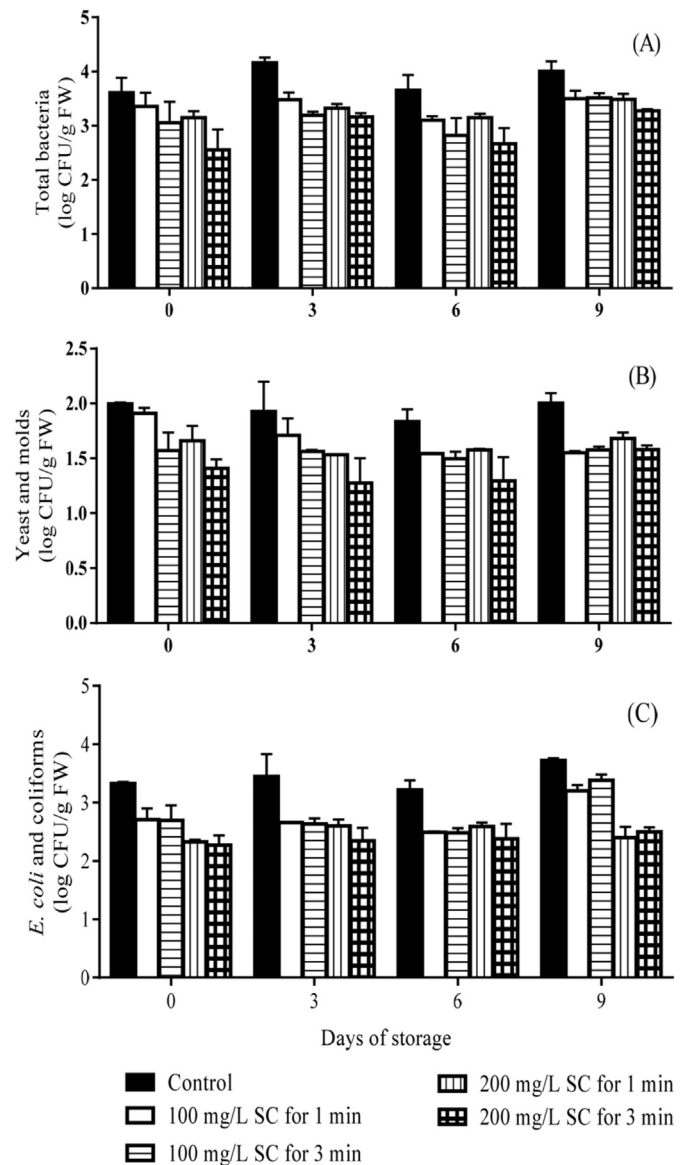 (A)
Total bacteria
(log CFU/g FW)
5
4
3
2
1
0
0 3 6 9
(B)
Yeast and molds
(log CFU/g FW)
2.5
2.0
1.5
1.0
0.5
0.0
0 3 6 9
(C)
E. coli and coliforms
(log CFU/g FW)
5
4
3
2
1
0
0 3 6 9
Days of storage
Control
100 mg/L SC for 1 min
100 mg/L SC for 3 min
200 mg/L SC for 1 min
200 mg/L SC for 3 min